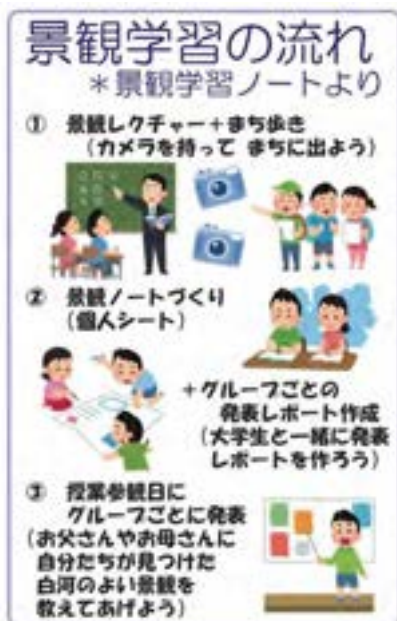 景観学習の流れ
＊景観学習ノートより
① 景観レクチャー＋まち歩き
（カメラを持って まちに出よう）
② 景観ノートづくり
（個人シート）
＋グループごとの
発表レポート作成
（大学生と一緒に発表
レポートを作ろう）
③ 授業参観日に
グループごとに発表
（お父さんやお母さんに
自分たちが見つけた
白河のよい景観を
教えてあげよう）